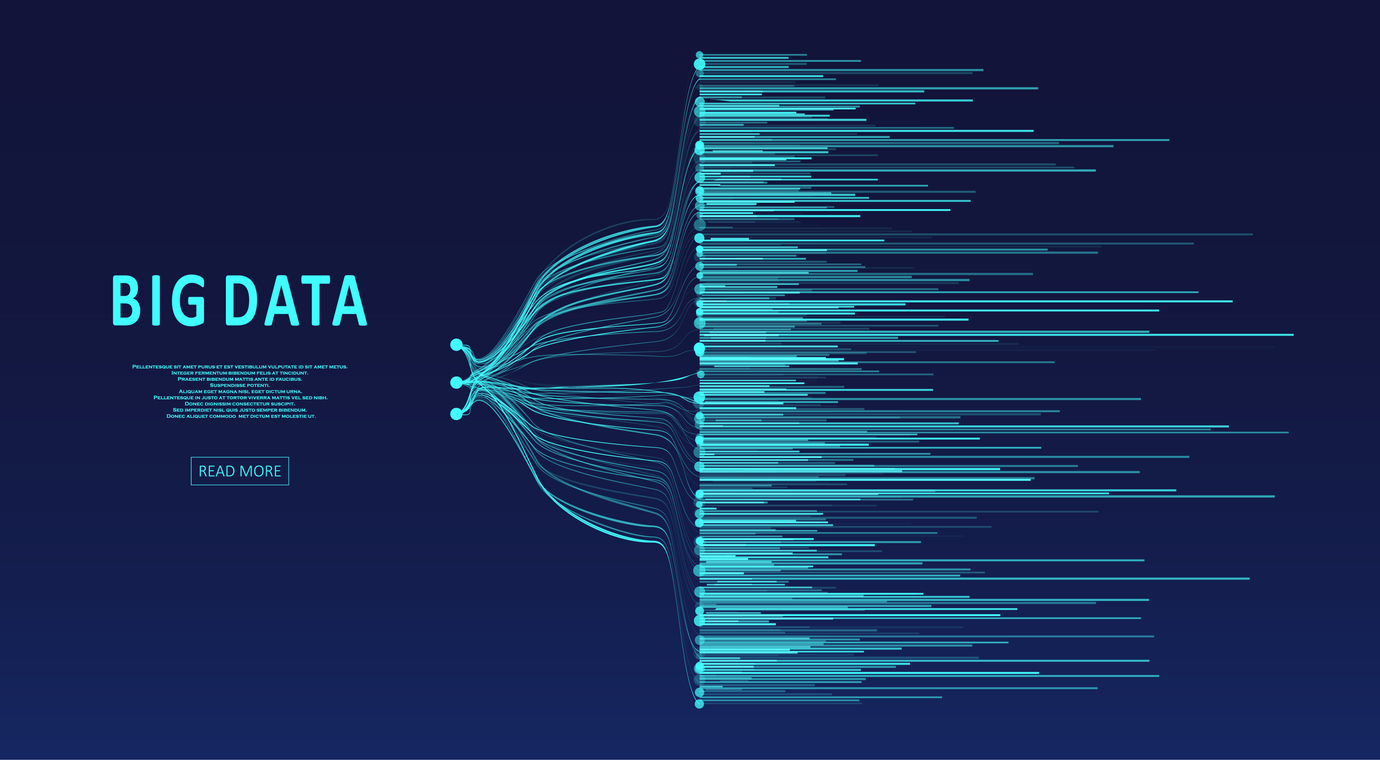 BIG DATA
PELLENTESQUE SIT AMET PURUS ET EST VESTIBULUM VULPUTATE ID SIT AMET METUS.
INTEGER FERMENTUM BIBENDUM FELIS AT TINCIDUNT.
PRAESENT BIBENDUM MATTIS ANTE ID FAUCIBUS.
SUSPENDISSE POTENTI.
ALIQUAM EGET MAGNA NISI, EGET DICTUM URNA.
PELLENTESQUE IN JUSTO AT TORTOR VIVERRA MATTIS VEL SED NIBH.
DONEC DIGNISSIM CONSECTETUR SUSCIPIT.
SED IMPERDIET NISL QUIS JUSTO SEMPER BIBENDUM.
DONEC ALIQUET COMMODO MET DICTUM EST MOLESTIE UT.
READ MORE